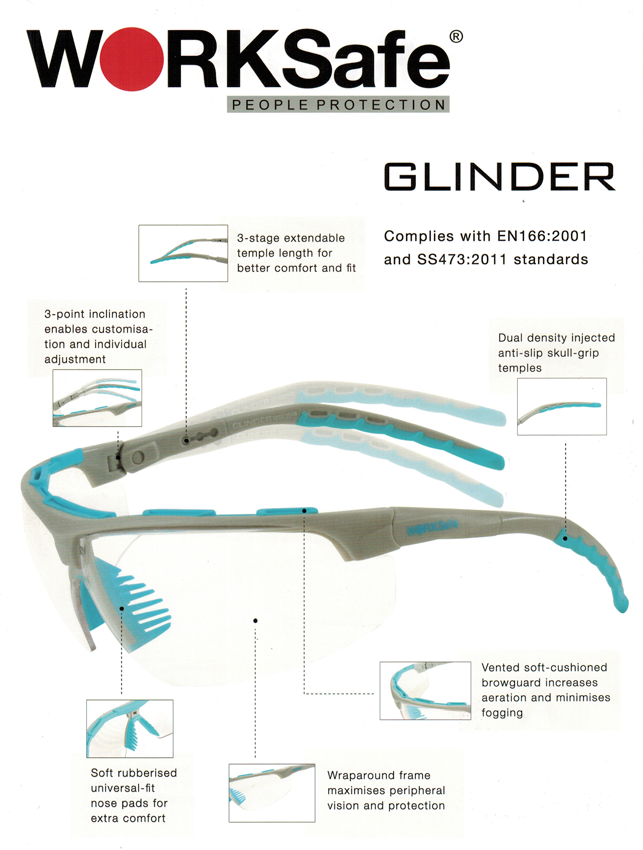 WORKSafe®
PEOPLE PROTECTION
GLINDER
Complies with EN166:2001
and SS473:2011 standards
3-stage extendable
temple length for
better comfort and fit
3-point inclination
enables customisa-
tion and individual
adjustment
Dual density injected
anti-slip skull-grip
temples
WORKSafe
Vented soft-cushioned
browguard increases
aeration and minimises
fogging
Soft rubberised
universal-fit
nose pads for
extra comfort
Wraparound frame
maximises peripheral
vision and protection